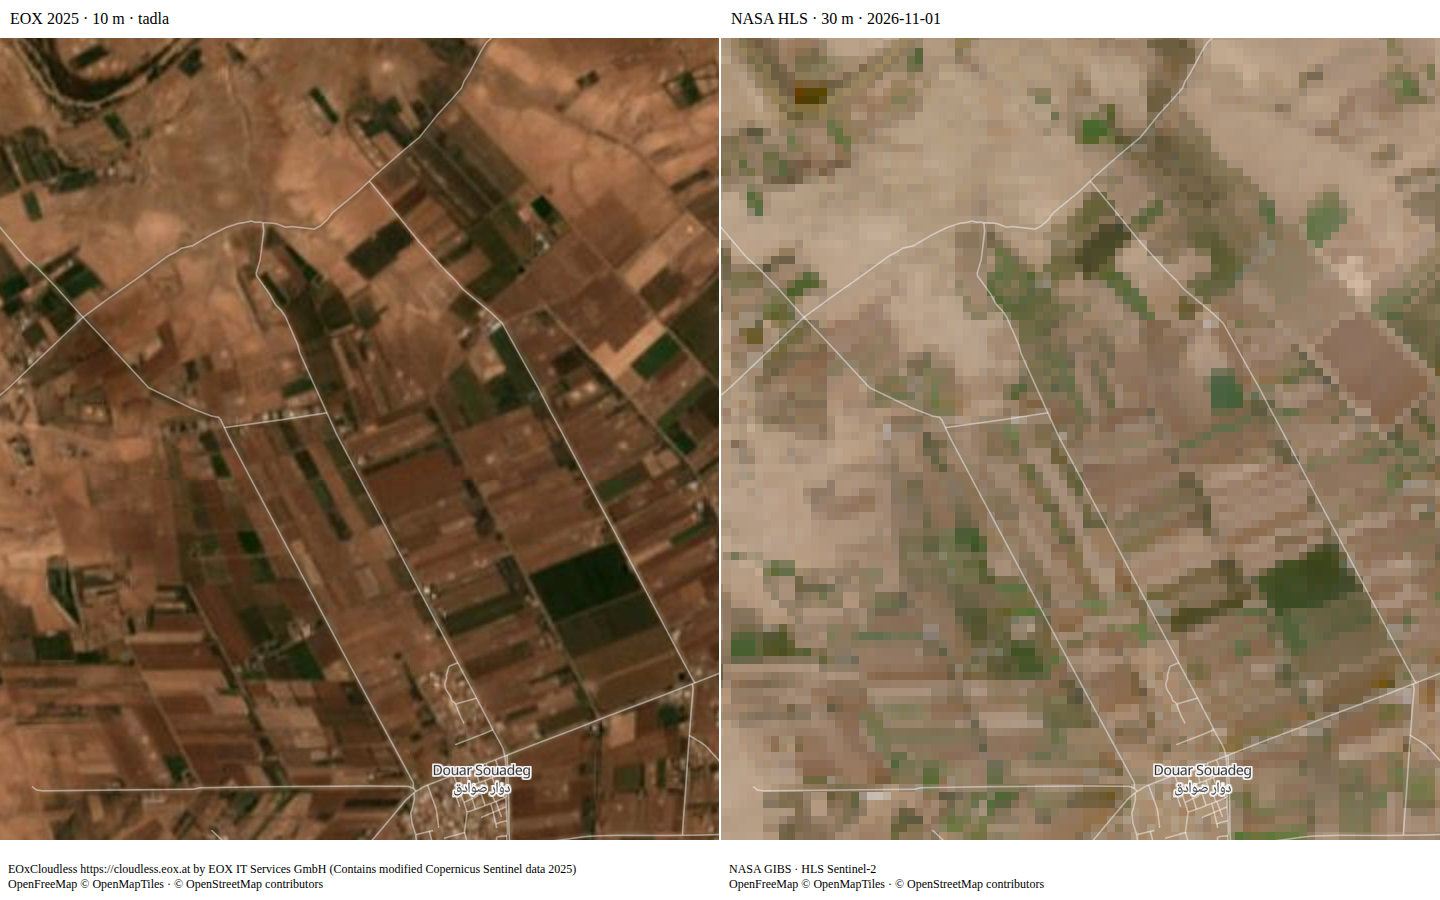 EOX 2025 · 10 m · tadla
NASA HLS · 30 m · 2026-11-01
Douar Souadeg
دوار صوادق
Douar Souadeg
دوار صوادق
EOxCloudless https://cloudless.eox.at by EOX IT Services GmbH (Contains modified Copernicus Sentinel data 2025)
OpenFreeMap © OpenMapTiles · © OpenStreetMap contributors
NASA GIBS · HLS Sentinel-2
OpenFreeMap © OpenMapTiles · © OpenStreetMap contributors